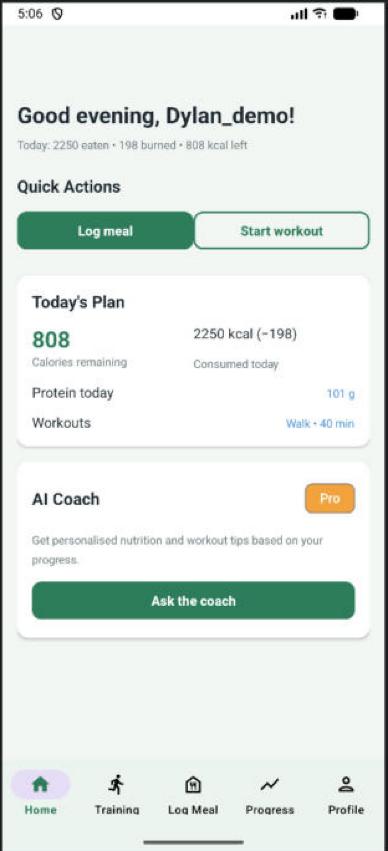 5:06
Good evening, Dylan_demo!
Today: 2250 eaten • 198 burned • 808 kcal left
Quick Actions
Log meal
Start workout
Today's Plan
808
2250 kcal (−198)
Calories remaining
Consumed today
Protein today
101 g
Workouts
Walk • 40 min
AI Coach
Pro
Get personalised nutrition and workout tips based on your
progress.
Ask the coach
Home
Training
Log Meal
Progress
Profile